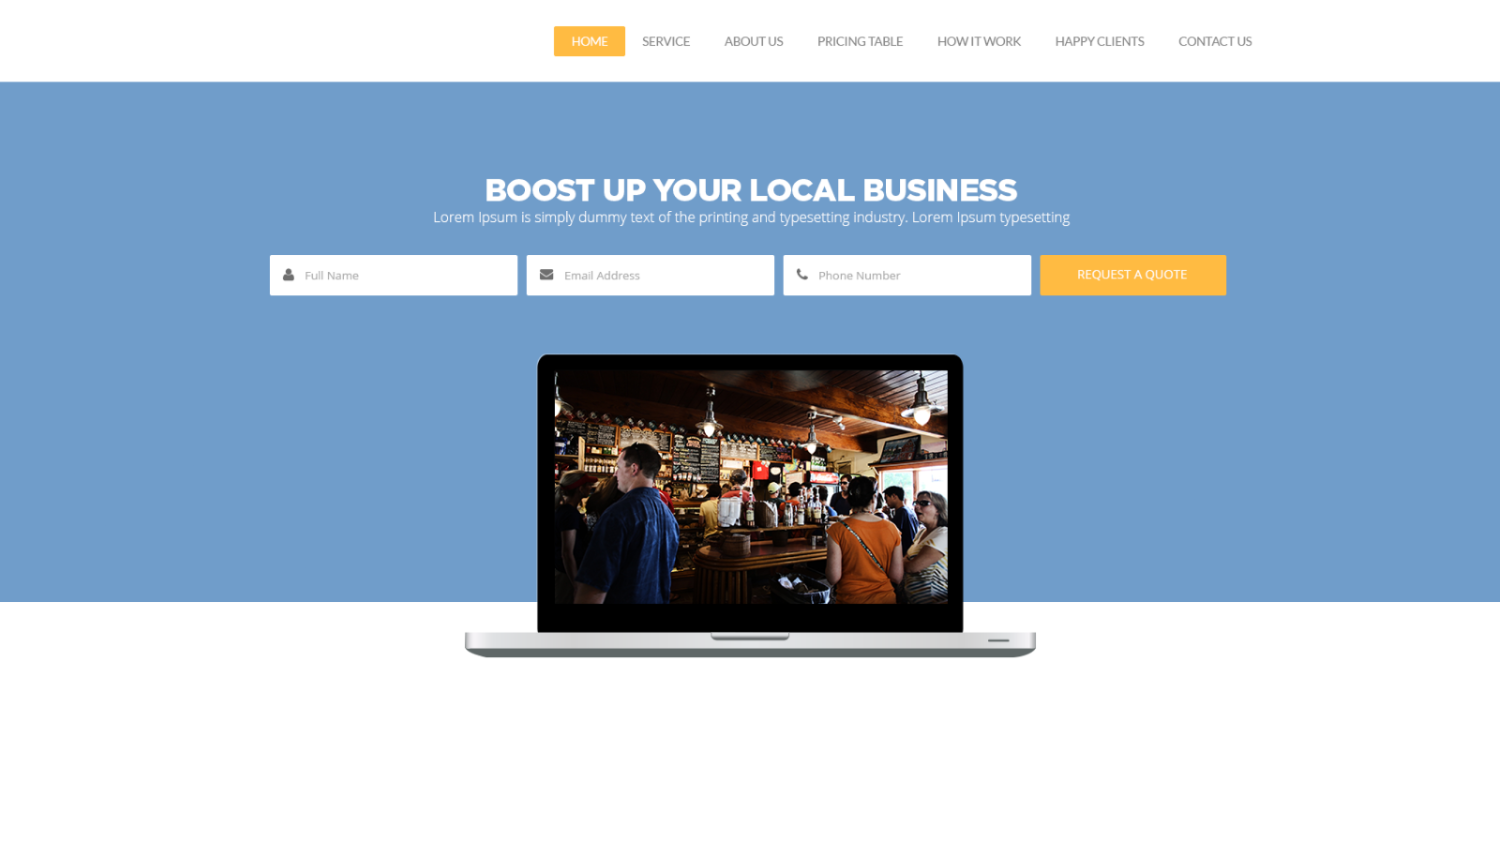 HOME SERVICE ABOUT US PRICING TABLE HOW IT WORK HAPPY CLIENTS CONTACT US
BOOST UP YOUR LOCAL BUSINESS
Lorem Ipsum is simply dummy text of the printing and typesetting industry. Lorem Ipsum typesetting
Full Name Email Address Phone Number REQUEST A QUOTE